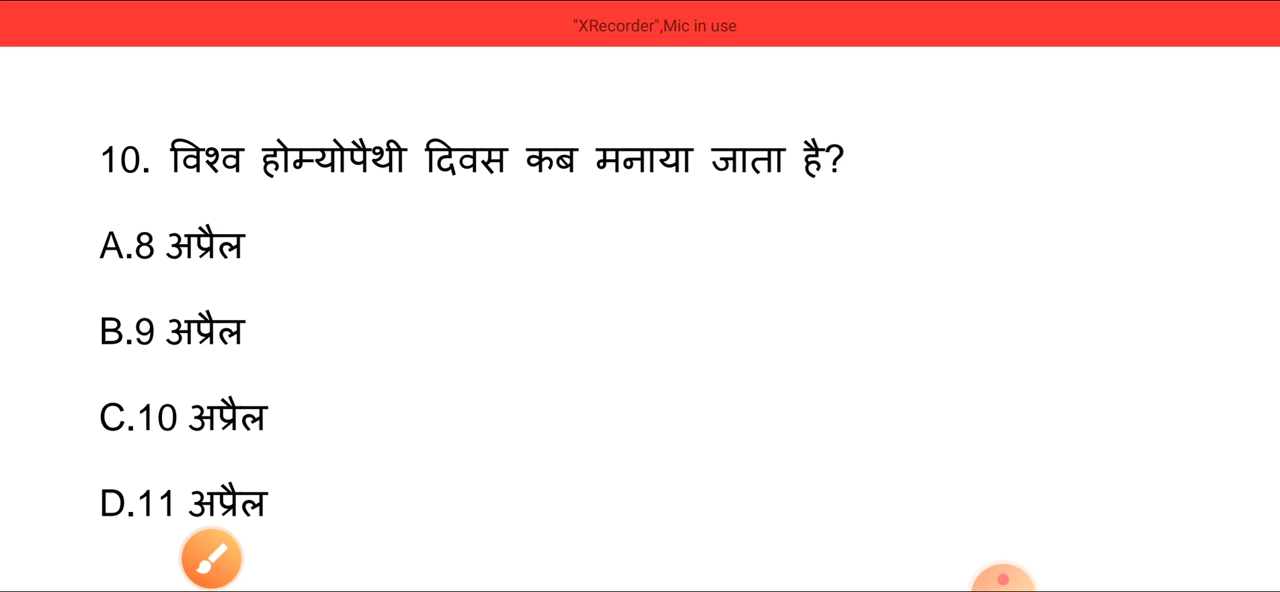 "XRecorder",Mic in use
10. विश्व होम्योपैथी दिवस कब मनाया जाता है?
A.8 अप्रैल
B.9 अप्रैल
C.10 अप्रैल
D.11 अप्रैल